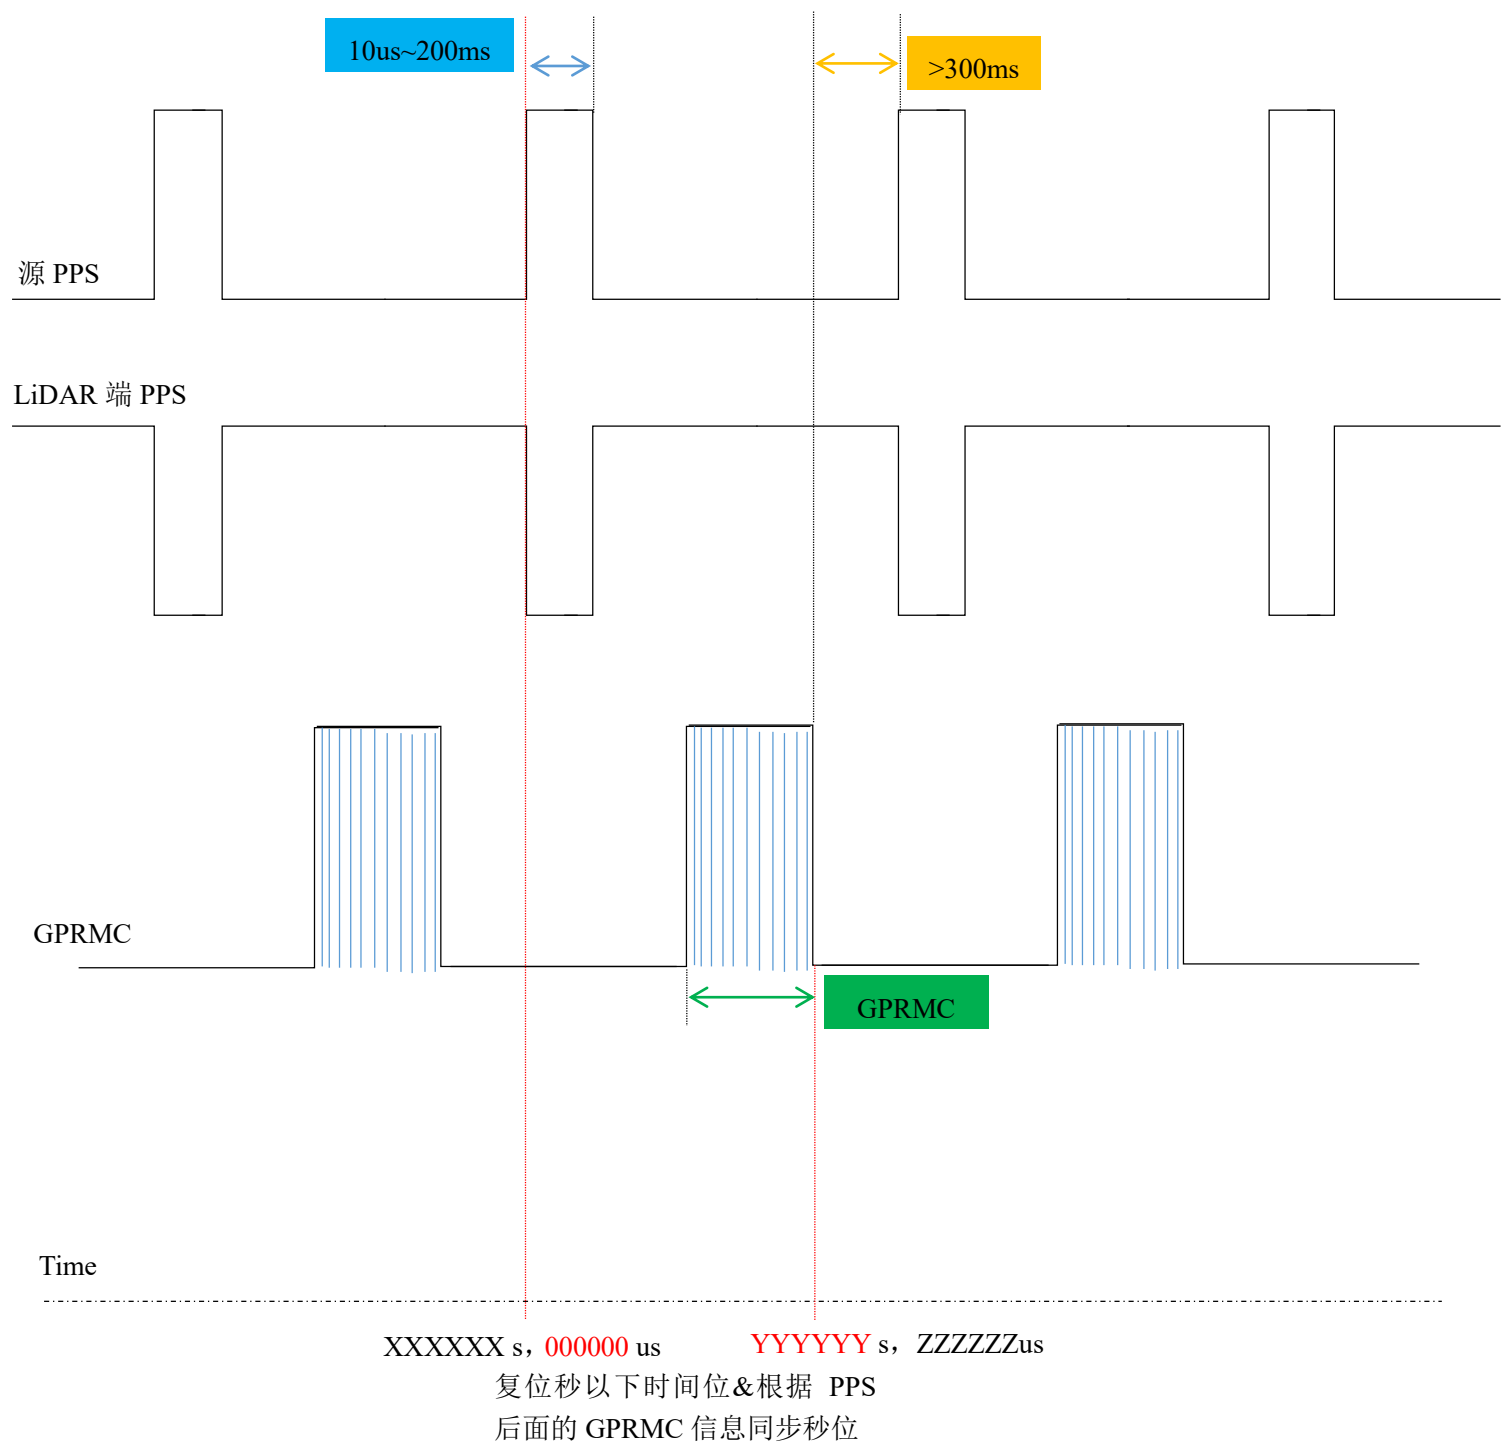 10us~200ms
>300ms
源 PPS
LiDAR 端 PPS
GPRMC
GPRMC
Time
XXXXXX s，000000 us
YYYYYY s，ZZZZZZus
复位秒以下时间位&根据 PPS
后面的 GPRMC 信息同步秒位